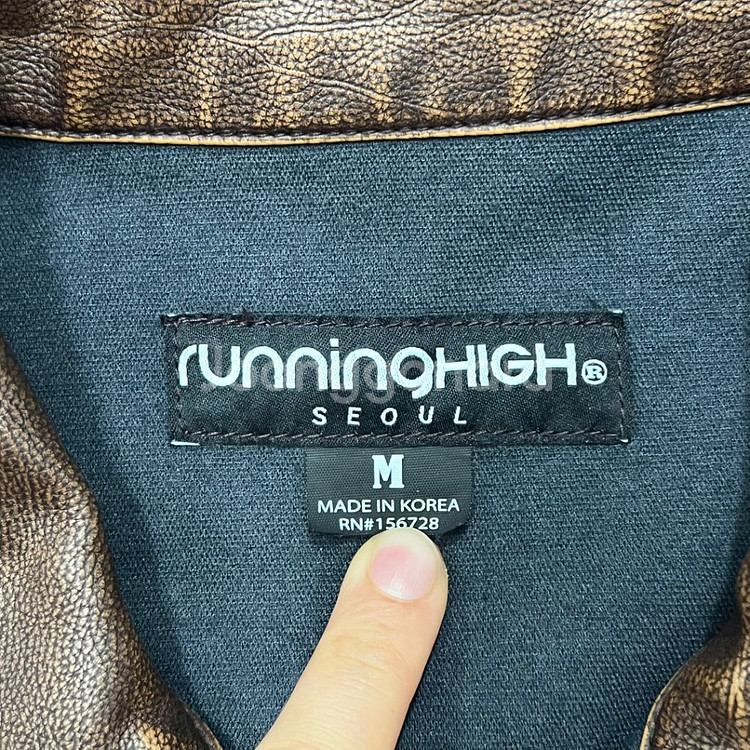 runningHIGH®
SEOUL
M
MADE IN KOREA
RN#156728